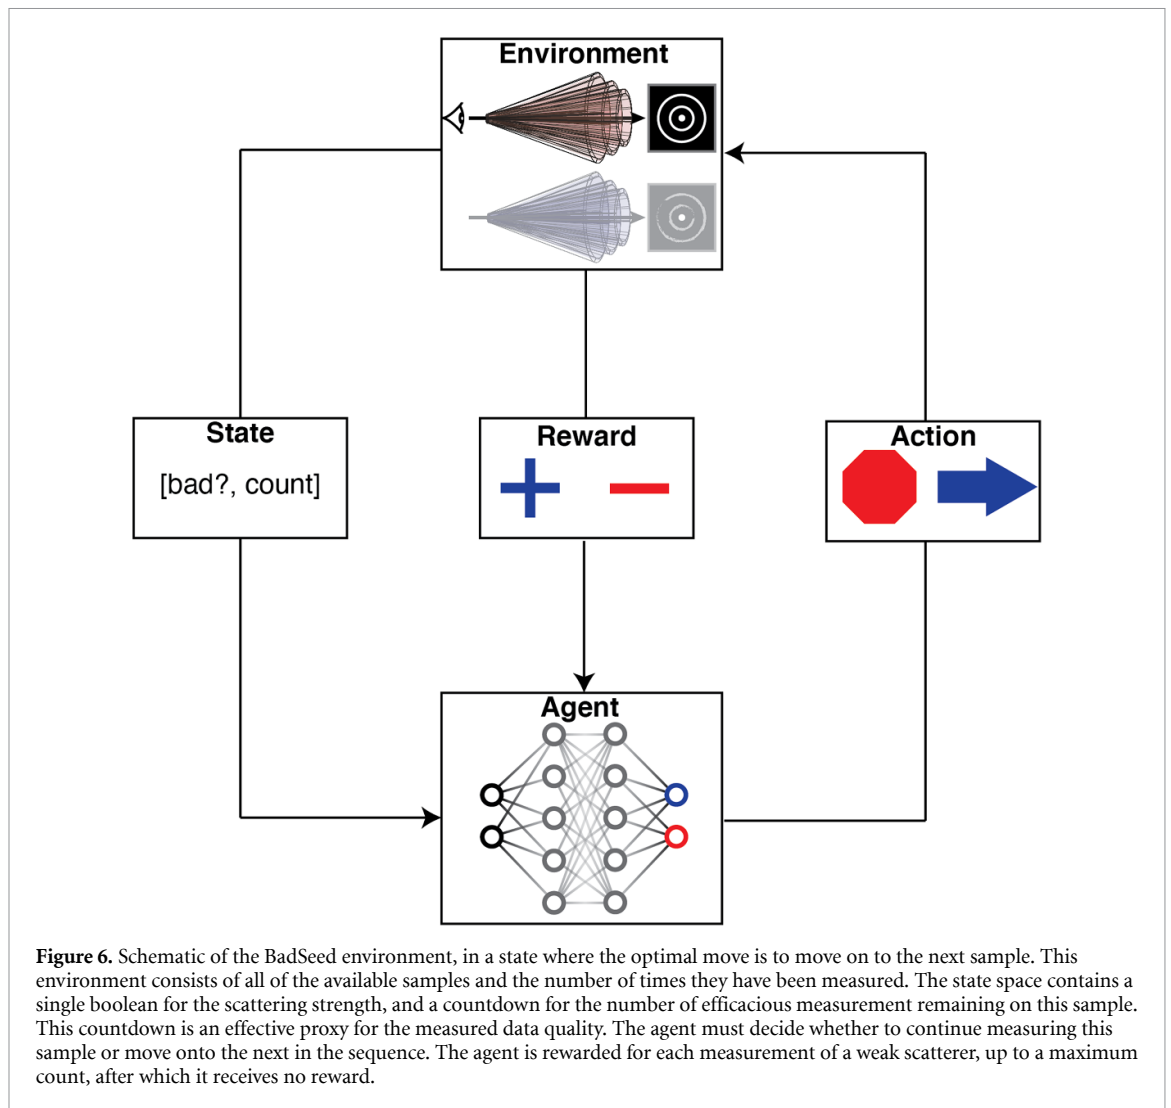 Environment
State
[bad?, count]
Reward
Action
Agent
Figure 6. Schematic of the BadSeed environment, in a state where the optimal move is to move on to the next sample. This
environment consists of all of the available samples and the number of times they have been measured. The state space contains a
single boolean for the scattering strength, and a countdown for the number of efficacious measurement remaining on this sample.
This countdown is an effective proxy for the measured data quality. The agent must decide whether to continue measuring this
sample or move onto the next in the sequence. The agent is rewarded for each measurement of a weak scatterer, up to a maximum
count, after which it receives no reward.